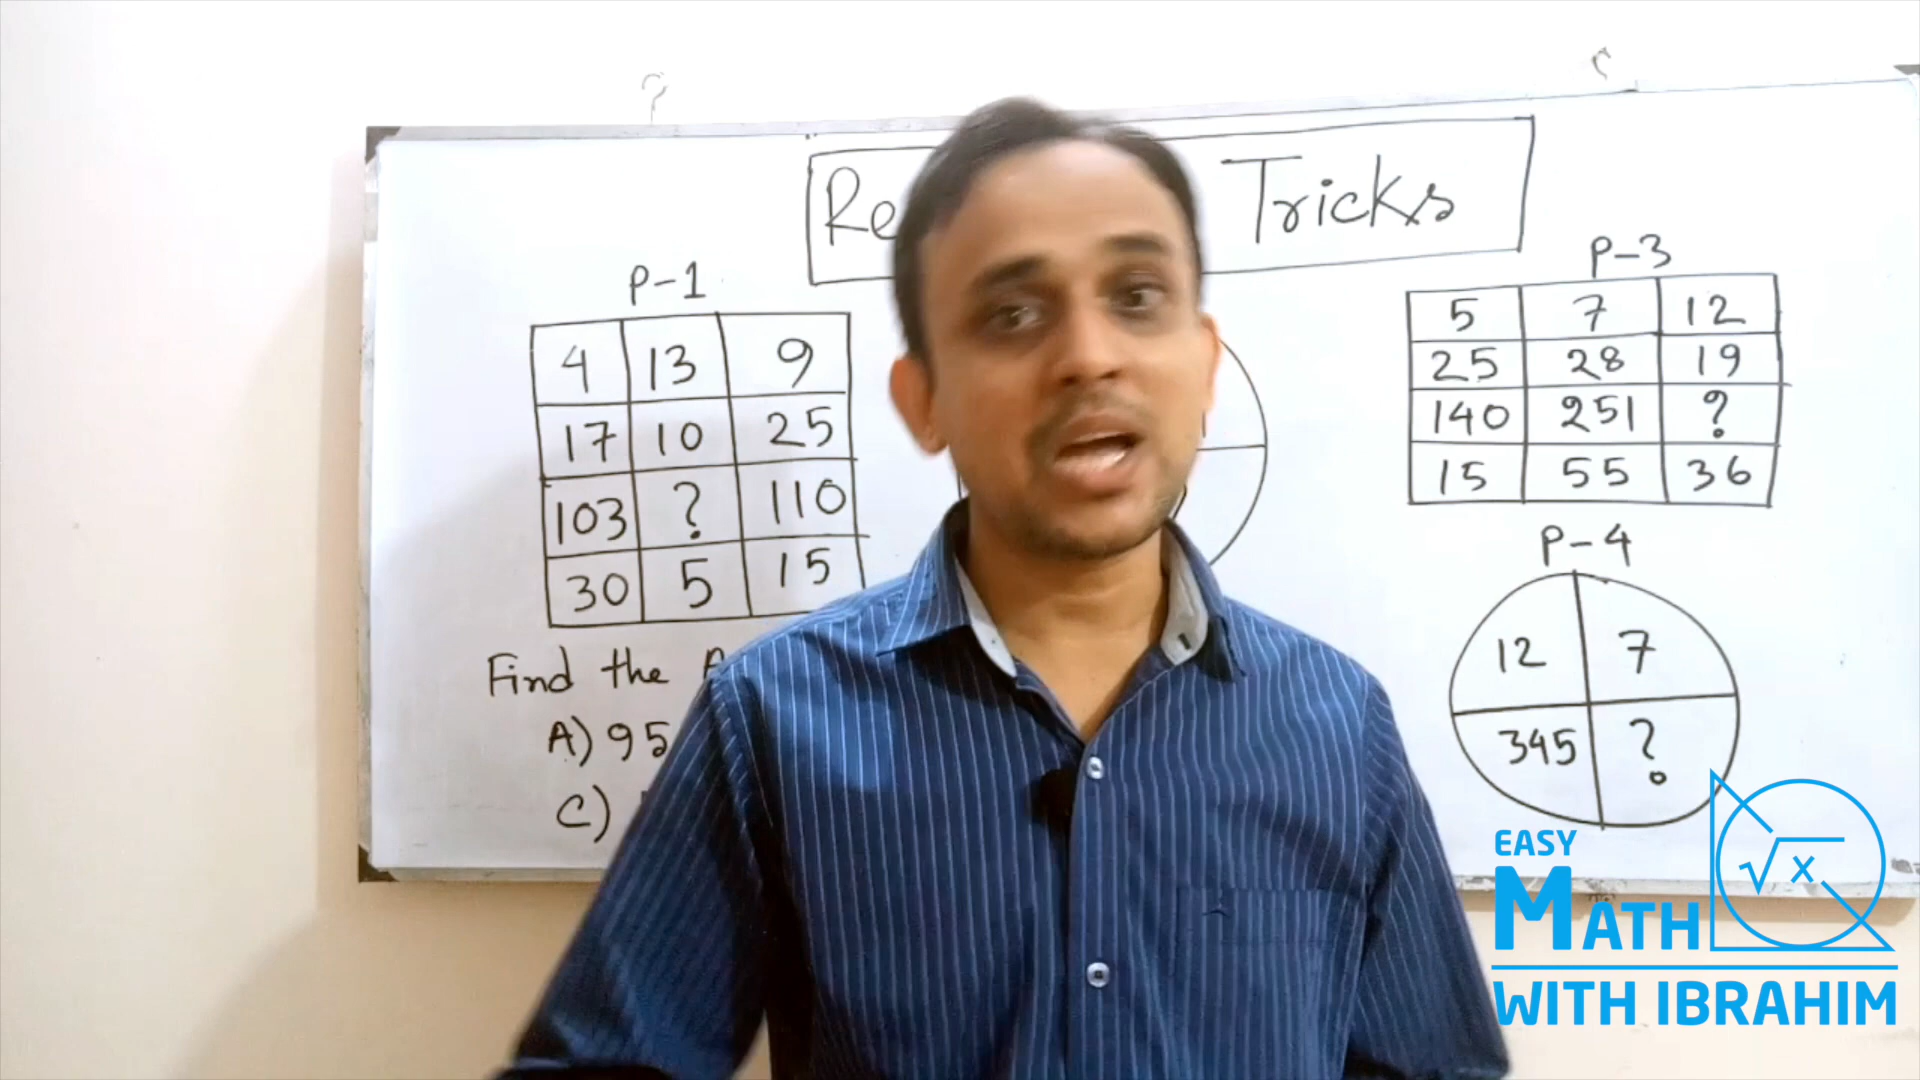 Tricks
P-1
4 13 9
17 10 25
103 ? 110
30 5 15
Find the
A) 95
C)
P-3
5 7 12
25 28 19
140 251 ?
15 55 36
P-4
12 7
345 ?
EASY
MATH
√x
WITH IBRAHIM